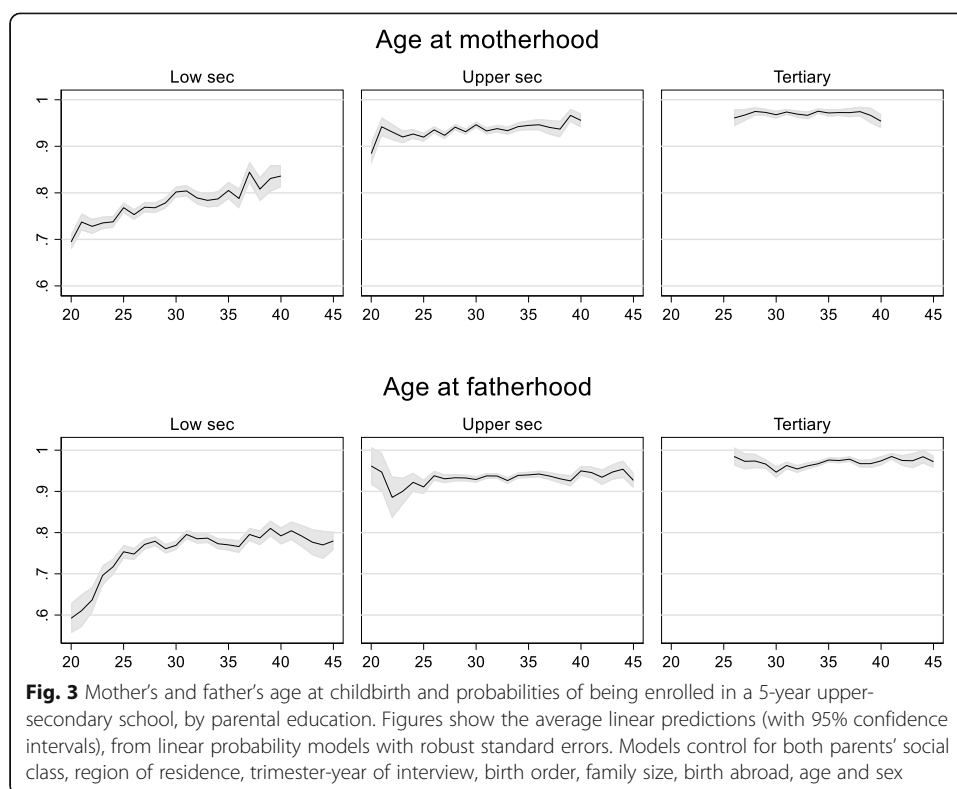 Age at motherhood
Low sec Upper sec Tertiary
1
.9
.8
.7
.6
20 25 30 35 40 45 20 25 30 35 40 45 20 25 30 35 40 45
Age at fatherhood
Low sec Upper sec Tertiary
1
.9
.8
.7
.6
20 25 30 35 40 45 20 25 30 35 40 45 20 25 30 35 40 45
Fig. 3 Mother's and father's age at childbirth and probabilities of being enrolled in a 5-year upper-
secondary school, by parental education. Figures show the average linear predictions (with 95% confidence
intervals), from linear probability models with robust standard errors. Models control for both parents' social
class, region of residence, trimester-year of interview, birth order, family size, birth abroad, age and sex